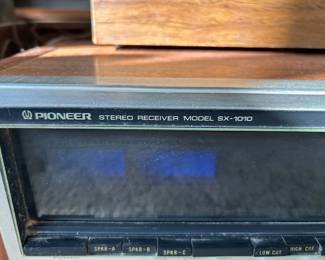 PIONEER STEREO RECEIVER MODEL SX-1010
SPKR-A SPKR-B SPKR-C LOW CUT HIGH CUT